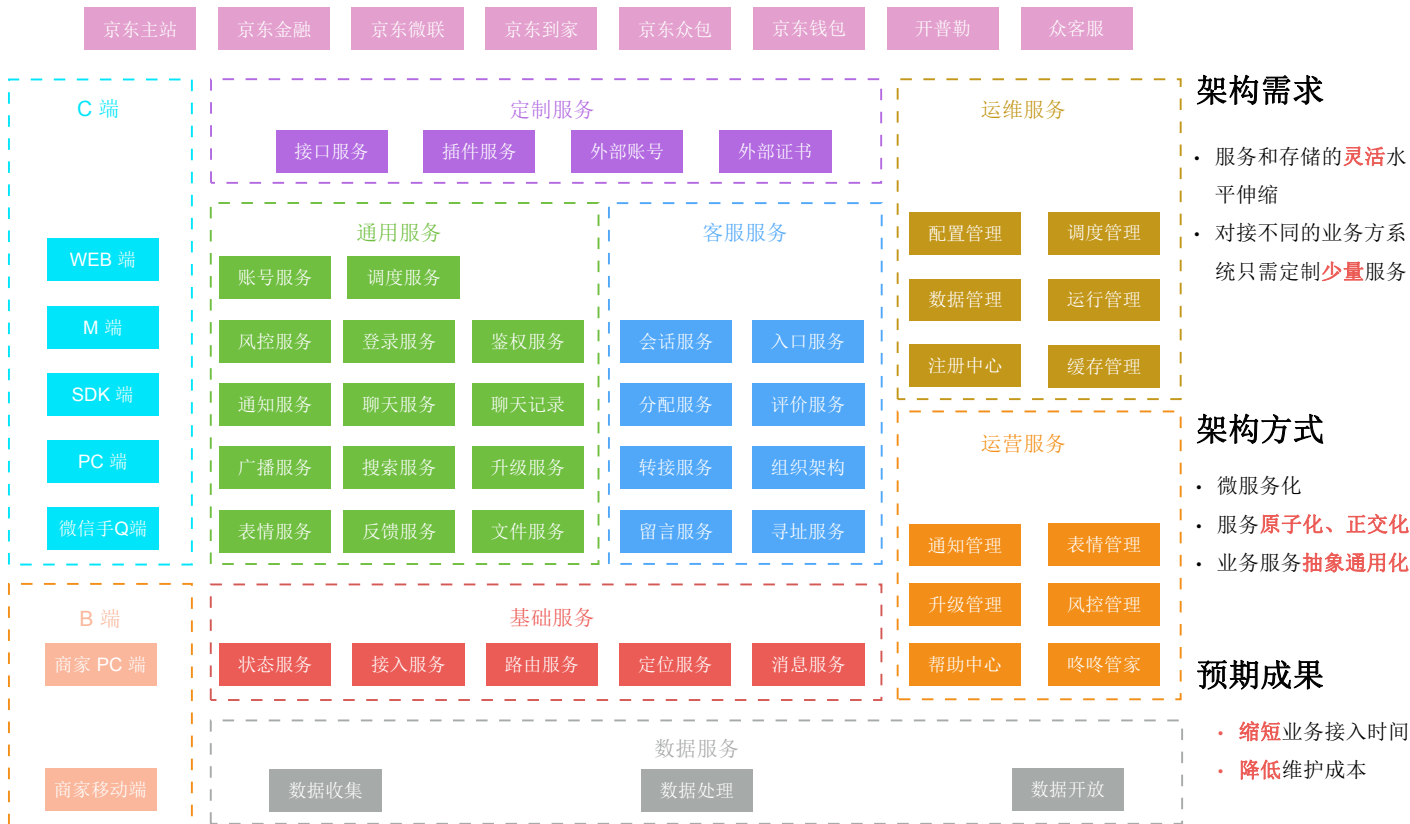 京东主站 京东金融 京东微联 京东到家 京东众包 京东钱包 开普勒 众客服
C 端
WEB 端
M 端
SDK 端
PC 端
微信手Q端
B 端
商家 PC 端
商家移动端
定制服务
接口服务 插件服务 外部账号 外部证书
通用服务
账号服务 调度服务
风控服务 登录服务 鉴权服务
通知服务 聊天服务 聊天记录
广播服务 搜索服务 升级服务
表情服务 反馈服务 文件服务
客服服务
会话服务 入口服务
分配服务 评价服务
转接服务 组织架构
留言服务 寻址服务
基础服务
状态服务 接入服务 路由服务 定位服务 消息服务
数据服务
数据收集 数据处理 数据开放
运维服务
配置管理 调度管理
数据管理 运行管理
注册中心 缓存管理
运营服务
通知管理 表情管理
升级管理 风控管理
帮助中心 咚咚管家
架构需求
• 服务和存储的灵活水
平伸缩
• 对接不同的业务方系
统只需定制少量服务
架构方式
• 微服务化
• 服务原子化、正交化
• 业务服务抽象通用化
预期成果
• 缩短业务接入时间
• 降低维护成本